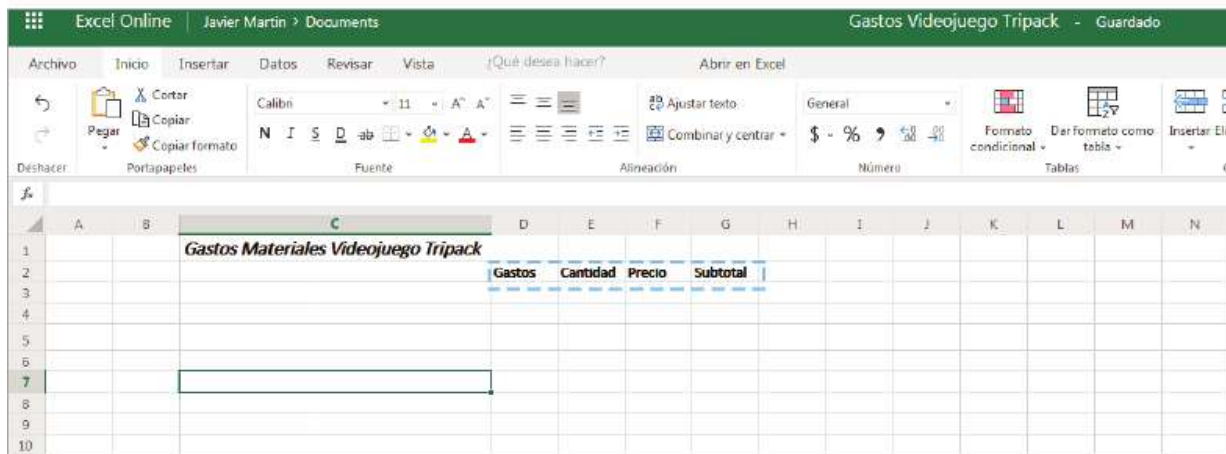 Excel Online | Javier Martin > Documents Gastos Videojuego Tripack - Guardado
Archivo Inicio Insertar Datos Revisar Vista ¿Qué desea hacer? Abrir en Excel
Cortar
Calibri 11 A^ A˅ Ajustar texto General
Copiar
Pegar N I S D ab A Combinar y centrar $ - % Formato condicional Dar formato como tabla Insertar
Copiar formato
Deshacer Portapapeles Fuente Alineación Número Tablas
fx
A B C D E F G H I J K L M N
1 Gastos Materiales Videojuego Tripack
2 Gastos Cantidad Precio Subtotal
3
4
5
6
7
8
9
10